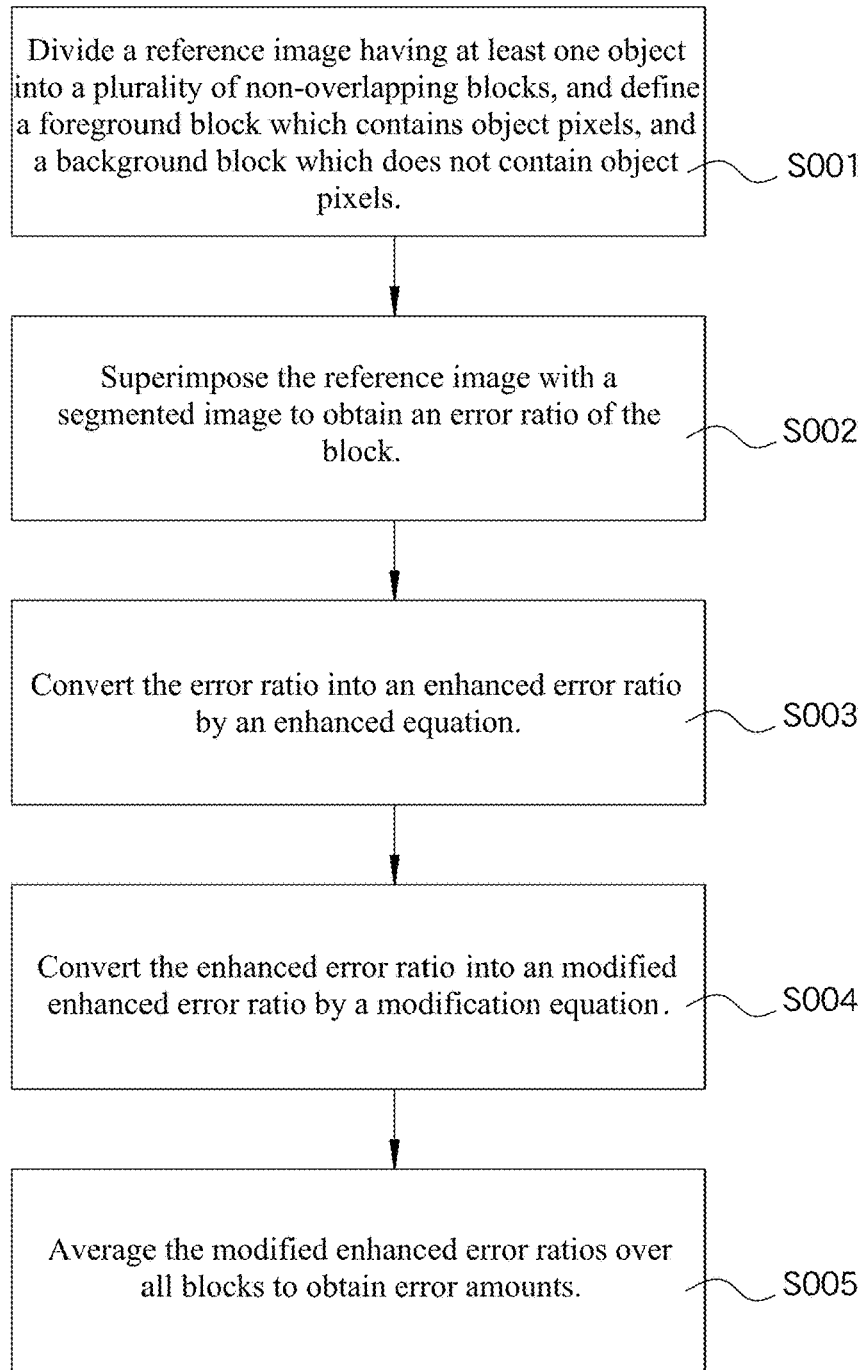 Divide a reference image having at least one object
into a plurality of non-overlapping blocks, and define
a foreground block which contains object pixels, and
a background block which does not contain object
pixels.
S001
Superimpose the reference image with a
segmented image to obtain an error ratio of the
block.
S002
Convert the error ratio into an enhanced error ratio
by an enhanced equation.
S003
Convert the enhanced error ratio into an modified
enhanced error ratio by a modification equation.
S004
Average the modified enhanced error ratios over
all blocks to obtain error amounts.
S005